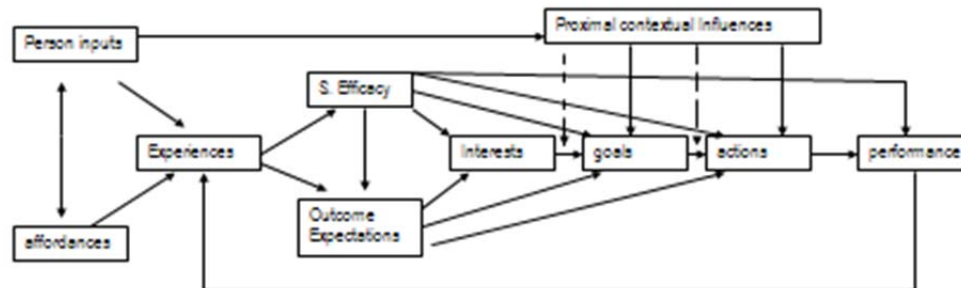 Proximal contextual Influences
Person inputs
S. Efficacy
Experiences
Interests
goals
actions
performance
Outcome
Expectations
affordances